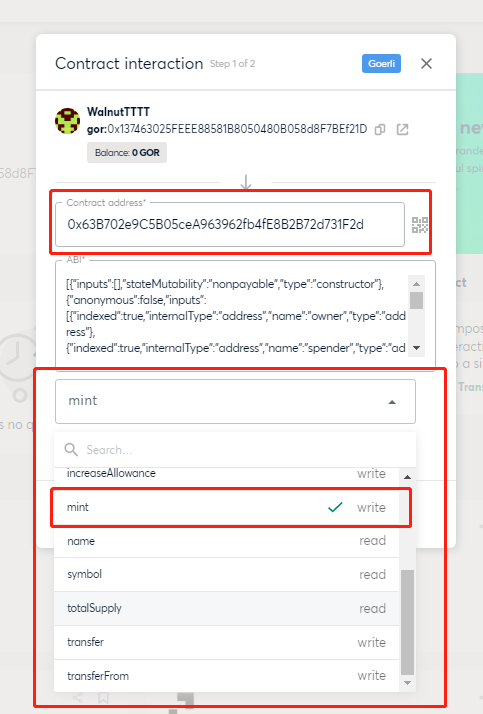 Contract interaction Step 1 of 2 Goerli
WalnutTTTT
gor:0x137463025FEEE88581B8050480B058d8F7BEf21D
Balance: 0 GOR
Contract address*
0x63B702e9C5B05ceA963962fb4fE8B2B72d731F2d
ABI*
[{"inputs":[],"stateMutability":"nonpayable","type":"constructor"},
{"anonymous":false,"inputs":
[{"indexed":true,"internalType":"address","name":"owner","type":"add
ress"},
{"indexed":true,"internalType":"address","name":"spender","type":"ad
mint
Search...
increaseAllowance write
mint write
name read
symbol read
totalSupply read
transfer write
transferFrom write